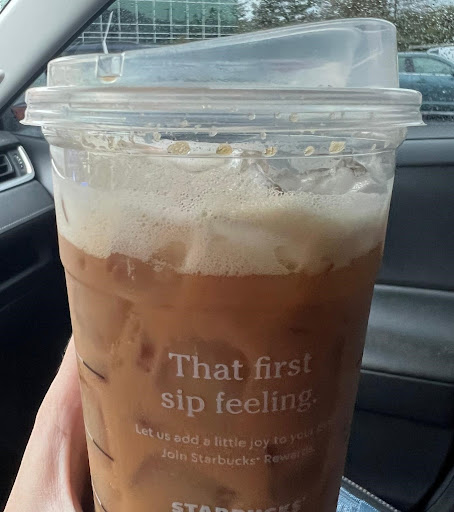 That first
sip feeling.
Let us add a little joy to your
Join Starbucks® Rewards
STARBUCKS